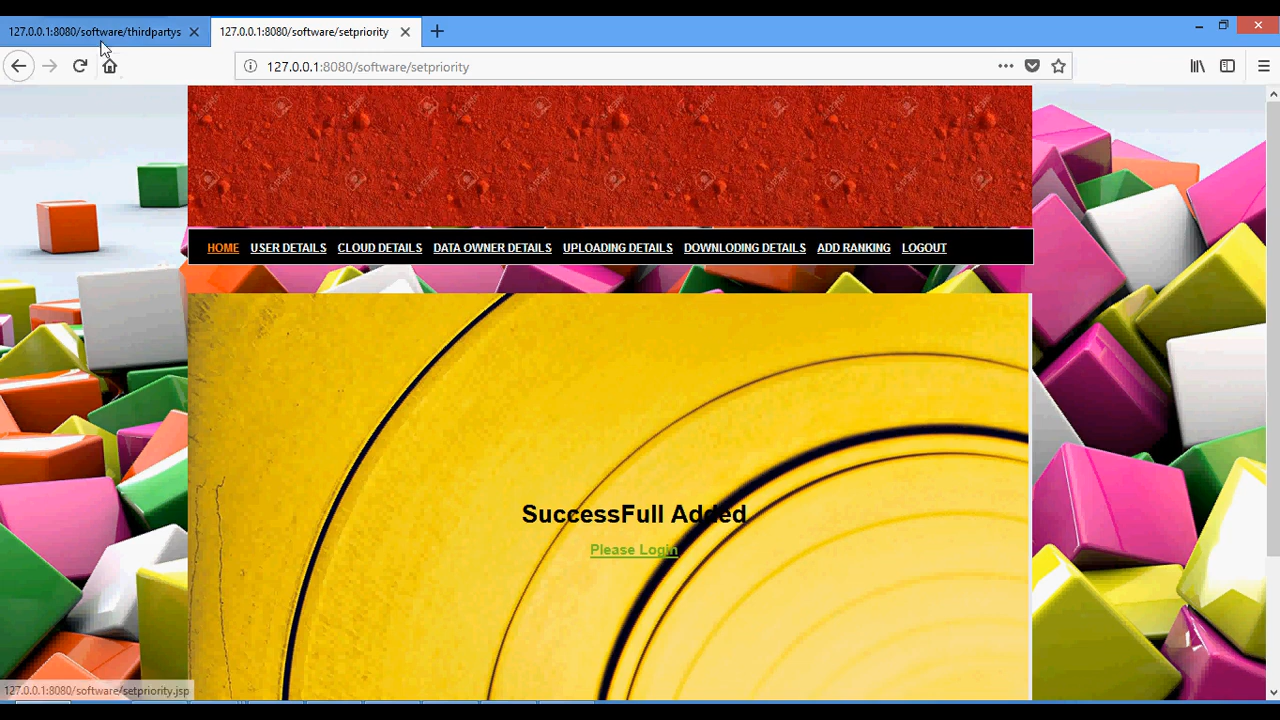 127.0.0.1:8080/software/thirdpartys
127.0.0.1:8080/software/setpriority
127.0.0.1:8080/software/setpriority
HOME USER DETAILS CLOUD DETAILS DATA OWNER DETAILS UPLOADING DETAILS DOWNLODING DETAILS ADD RANKING LOGOUT
SuccessFull Added
Please Login
127.0.0.1:8080/software/setpriority.jsp